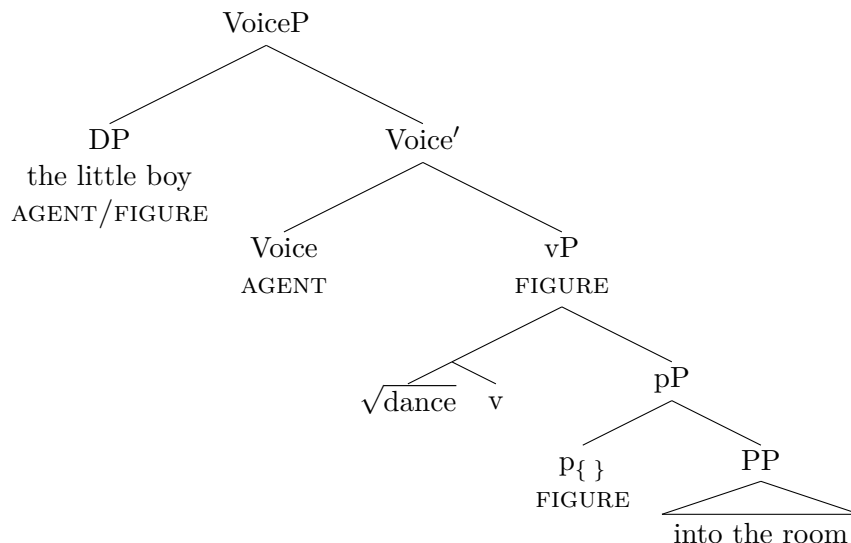 VoiceP
DP Voice′
the little boy
AGENT/FIGURE
Voice vP
AGENT FIGURE
√dance v pP
p{ } PP
FIGURE
into the room